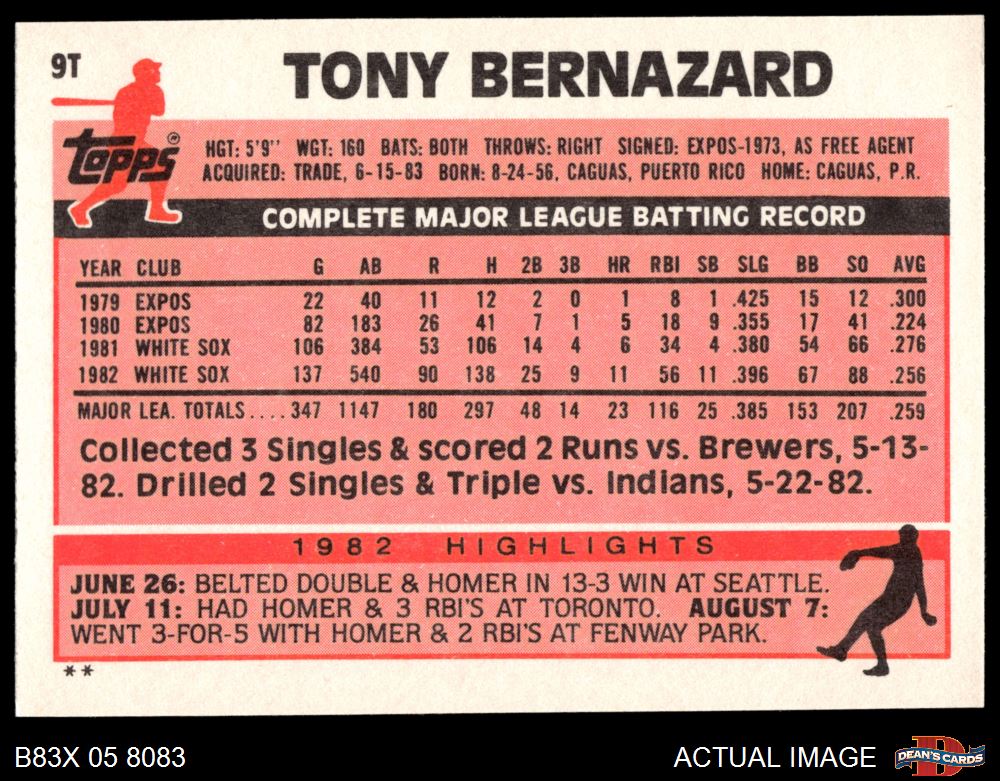 9T
TONY BERNAZARD
Topps®
HGT: 5'9'' WGT: 160 BATS: BOTH THROWS: RIGHT SIGNED: EXPOS-1973, AS FREE AGENT
ACQUIRED: TRADE, 6-15-83 BORN: 8-24-56, CAGUAS, PUERTO RICO HOME: CAGUAS, P.R.
COMPLETE MAJOR LEAGUE BATTING RECORD
YEAR CLUB G AB R H 2B 3B HR RBI SB SLG BB SO AVG
1979 EXPOS 22 40 11 12 2 0 1 8 1 .425 15 12 .300
1980 EXPOS 82 183 26 41 7 1 5 18 9 .355 17 41 .224
1981 WHITE SOX 106 384 53 106 14 4 6 34 4 .380 54 66 .276
1982 WHITE SOX 137 540 90 138 25 9 11 56 11 .396 67 88 .256
MAJOR LEA. TOTALS .... 347 1147 180 297 48 14 23 116 25 .385 153 207 .259
Collected 3 Singles & scored 2 Runs vs. Brewers, 5-13-
82. Drilled 2 Singles & Triple vs. Indians, 5-22-82.
1982 HIGHLIGHTS
JUNE 26: BELTED DOUBLE & HOMER IN 13-3 WIN AT SEATTLE.
JULY 11: HAD HOMER & 3 RBI'S AT TORONTO. AUGUST 7:
WENT 3-FOR-5 WITH HOMER & 2 RBI'S AT FENWAY PARK.
**
B83X 05 8083 ACTUAL IMAGE D DEAN'S CARDS